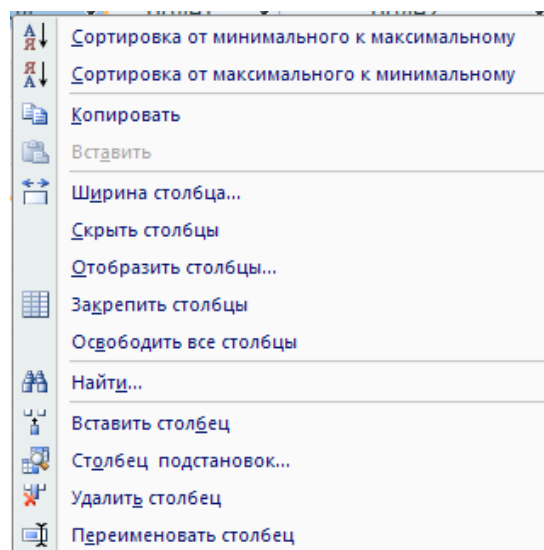 Сортировка от минимального к максимальному
Сортировка от максимального к минимальному
Копировать
Вставить
Ширина столбца...
Скрыть столбцы
Отобразить столбцы...
Закрепить столбцы
Освободить все столбцы
Найти...
Вставить столбец
Столбец подстановок...
Удалить столбец
Переименовать столбец